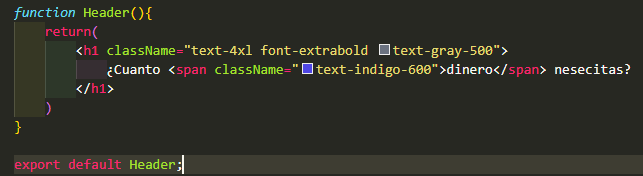 function Header(){
return(
<h1 className="text-4xl font-extrabold text-gray-500">
¿Cuanto <span className="text-indigo-600">dinero</span> nesecitas?
</h1>
)
}
export default Header;